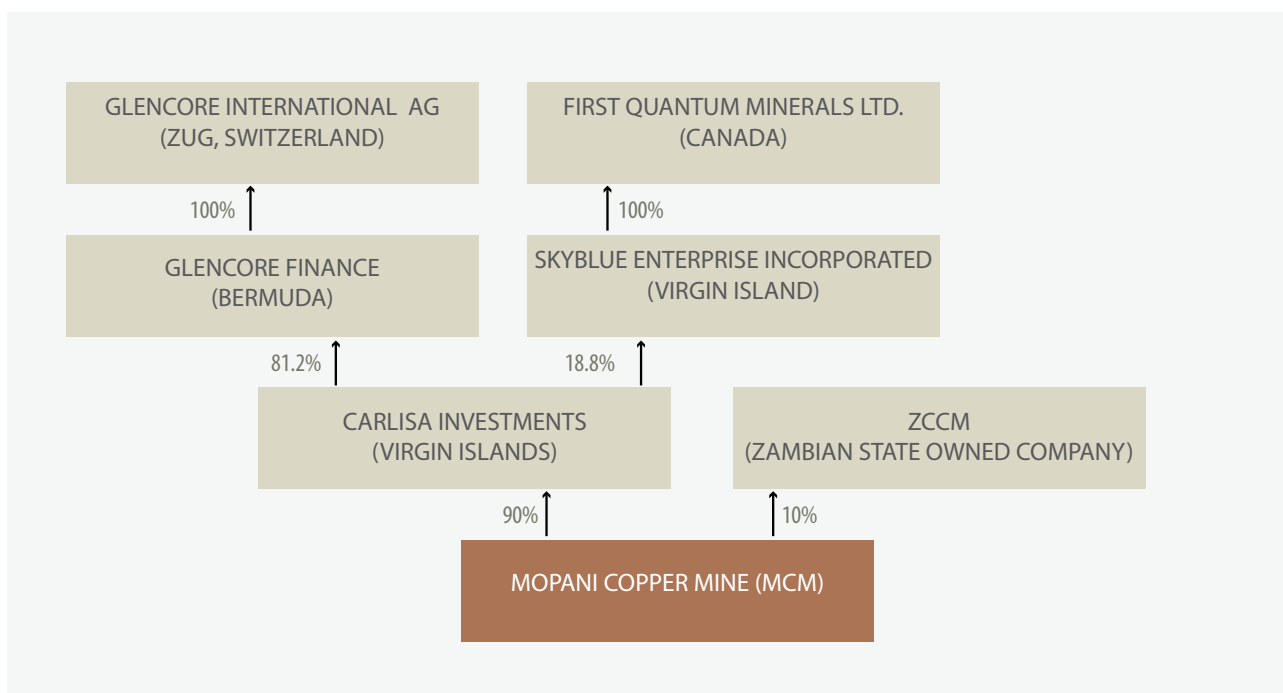 GLENCORE INTERNATIONAL AG
(ZUG, SWITZERLAND)
FIRST QUANTUM MINERALS LTD.
(CANADA)
100%
100%
GLENCORE FINANCE
(BERMUDA)
SKYBLUE ENTERPRISE INCORPORATED
(VIRGIN ISLAND)
81.2%
18.8%
CARLISA INVESTMENTS
(VIRGIN ISLANDS)
ZCCM
(ZAMBIAN STATE OWNED COMPANY)
90%
10%
MOPANI COPPER MINE (MCM)